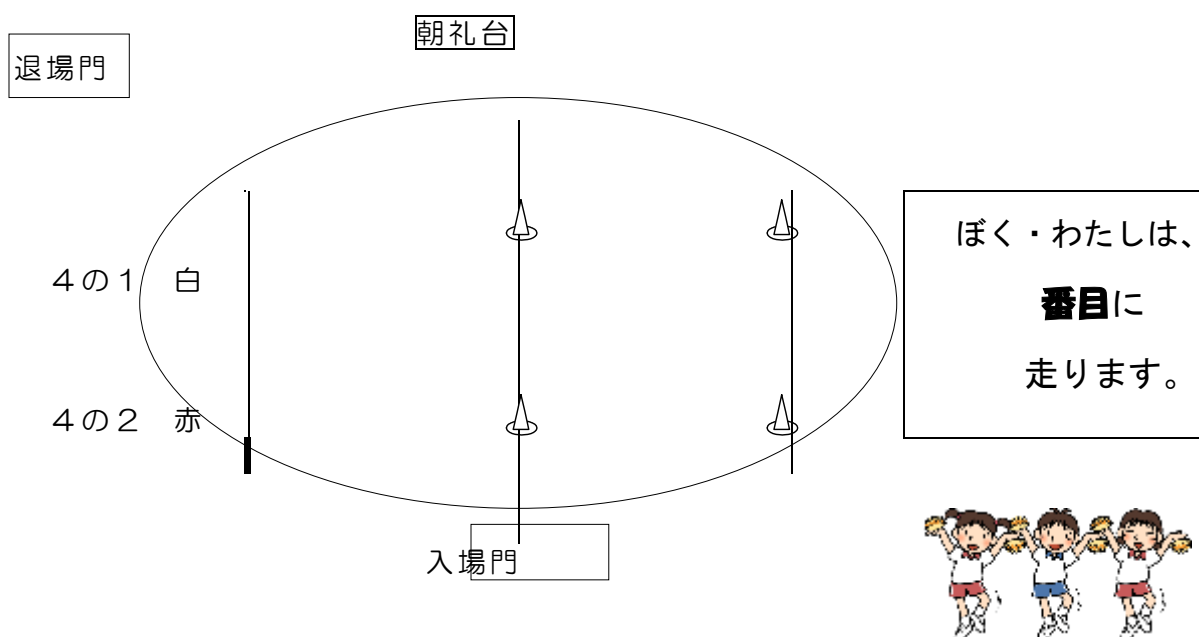 朝礼台
退場門
４の１　白
４の２　赤
入場門
ぼく・わたしは、
番目に
走ります。